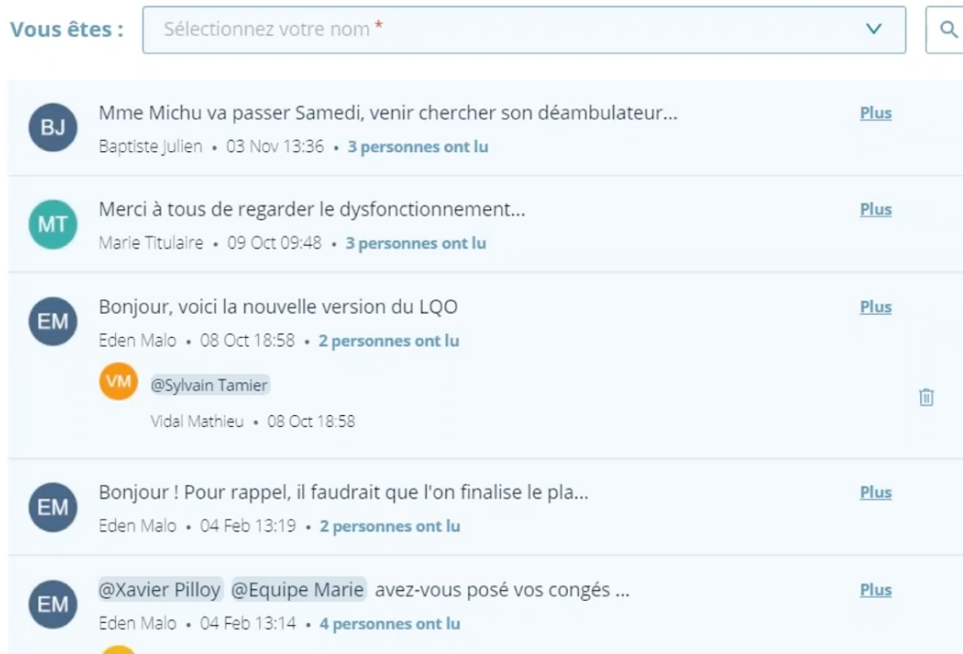 Vous êtes :
Sélectionnez votre nom *
BJ
Mme Michu va passer Samedi, venir chercher son déambulateur...
Plus
Baptiste Julien • 03 Nov 13:36 • 3 personnes ont lu
MT
Merci à tous de regarder le dysfonctionnement...
Plus
Marie Titulaire • 09 Oct 09:48 • 3 personnes ont lu
EM
Bonjour, voici la nouvelle version du LQO
Plus
Eden Malo • 08 Oct 18:58 • 2 personnes ont lu
VM
@Sylvain Tamier
Vidal Mathieu • 08 Oct 18:58
EM
Bonjour ! Pour rappel, il faudrait que l'on finalise le pla...
Plus
Eden Malo • 04 Feb 13:19 • 2 personnes ont lu
EM
@Xavier Pilloy @Equipe Marie avez-vous posé vos congés ...
Plus
Eden Malo • 04 Feb 13:14 • 4 personnes ont lu